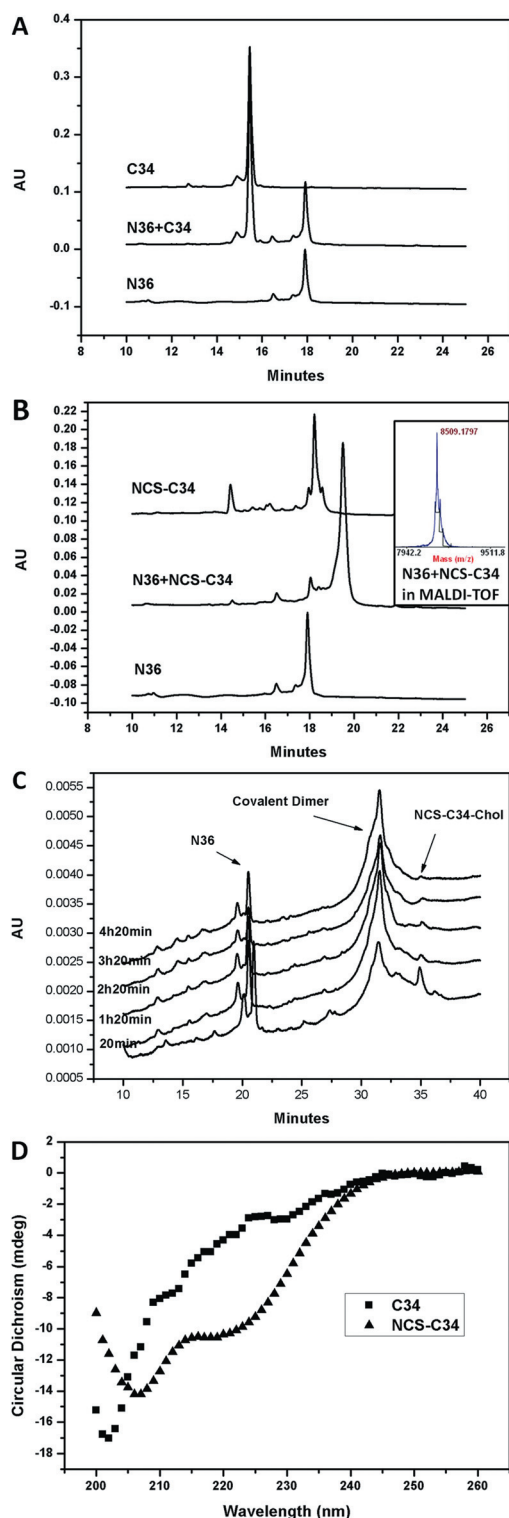 A
0.4
0.3
0.2
0.1
0.0
-0.1
AU
C34
N36+C34
N36
10 12 14 16 18 20 22 24 26
Minutes
B
0.22
0.20
0.18
0.16
0.14
0.12
0.10
0.08
0.06
0.04
0.02
0.00
-0.02
-0.04
-0.06
-0.08
-0.10
AU
NCS-C34
N36+NCS-C34
N36
8509.1797
7942.2 9511.8
Mass (m/z)
N36+NCS-C34
in MALDI-TOF
8 10 12 14 16 18 20 22 24 26
Minutes
C
0.0055
0.0050
0.0045
0.0040
0.0035
0.0030
0.0025
0.0020
0.0015
0.0010
0.0005
AU
N36
Covalent Dimer
NCS-C34-Chol
4h20min
3h20min
2h20min
1h20min
20min
10 15 20 25 30 35 40
Minutes
D
2
0
-2
-4
-6
-8
-10
-12
-14
-16
-18
Circular Dichroism (mdeg)
C34
NCS-C34
200 210 220 230 240 250 260
Wavelength (nm)